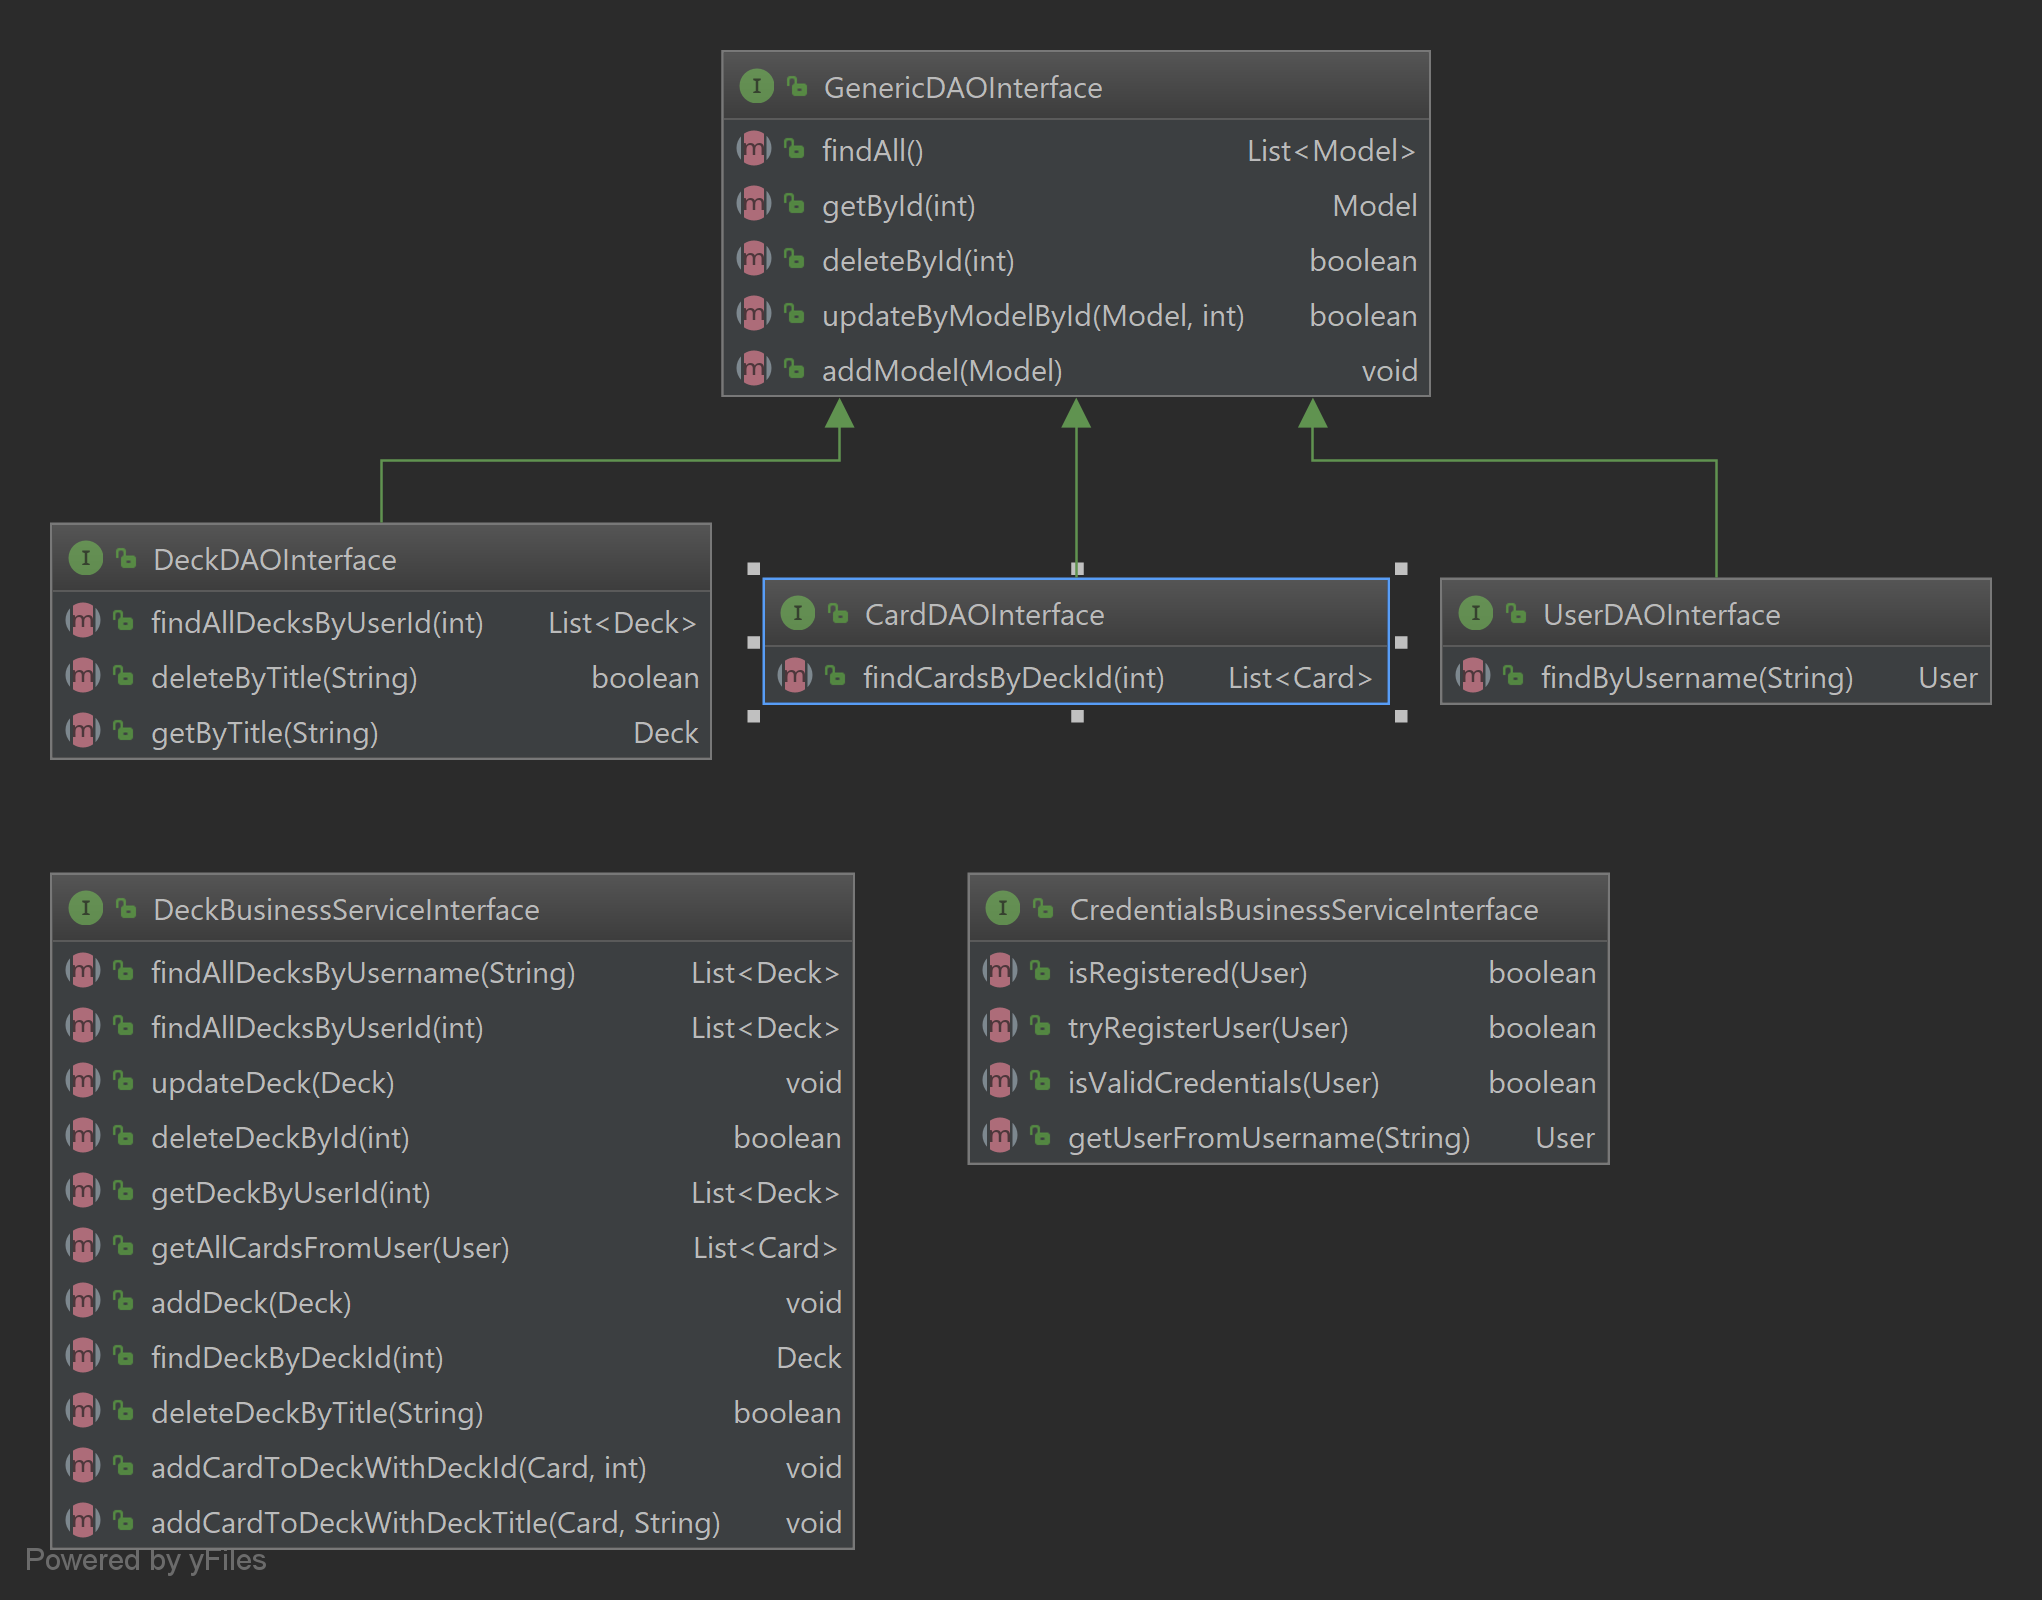 I GenericDAOInterface
m findAll() List<Model>
m getById(int) Model
m deleteById(int) boolean
m updateByModelById(Model, int) boolean
m addModel(Model) void
I DeckDAOInterface
m findAllDecksByUserId(int) List<Deck>
m deleteByTitle(String) boolean
m getByTitle(String) Deck
I CardDAOInterface
m findCardsByDeckId(int) List<Card>
I UserDAOInterface
m findByUsername(String) User
I DeckBusinessServiceInterface
m findAllDecksByUsername(String) List<Deck>
m findAllDecksByUserId(int) List<Deck>
m updateDeck(Deck) void
m deleteDeckById(int) boolean
m getDeckByUserId(int) List<Deck>
m getAllCardsFromUser(User) List<Card>
m addDeck(Deck) void
m findDeckByDeckId(int) Deck
m deleteDeckByTitle(String) boolean
m addCardToDeckWithDeckId(Card, int) void
m addCardToDeckWithDeckTitle(Card, String) void
I CredentialsBusinessServiceInterface
m isRegistered(User) boolean
m tryRegisterUser(User) boolean
m isValidCredentials(User) boolean
m getUserFromUsername(String) User
Powered by yFiles